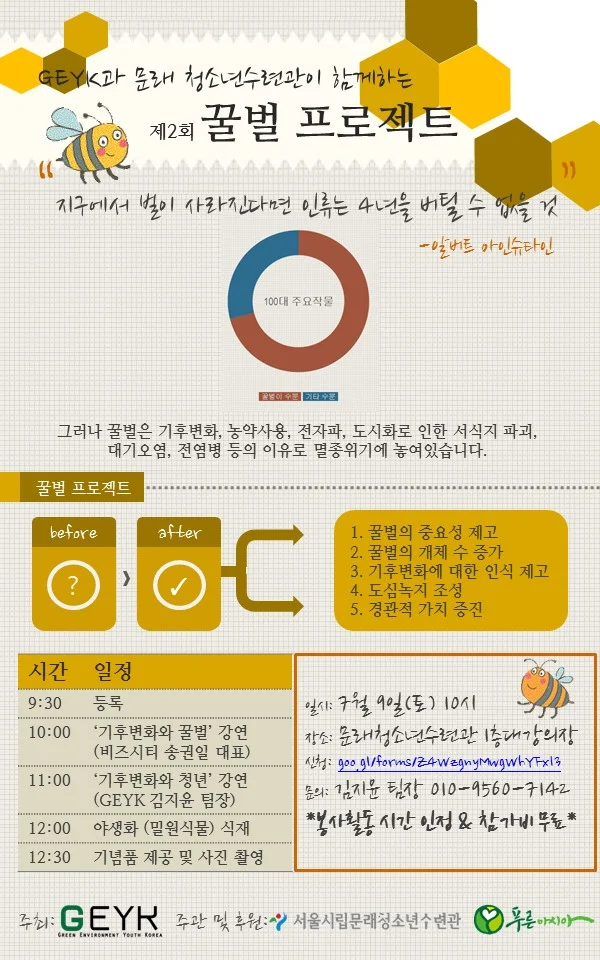 GEYK과 문래 청소년수련관이 함께하는
제2회 꿀벌 프로젝트
“ ”
지구에서 벌이 사라진다면 인류는 4년을 버틸 수 없을 것
-알버트 아인슈타인
100대 주요작물
꿀벌이 수분 기타 수분
그러나 꿀벌은 기후변화, 농약사용, 전자파, 도시화로 인한 서식지 파괴,
대기오염, 전염병 등의 이유로 멸종위기에 놓여있습니다.
꿀벌 프로젝트
before
after
?
✓
1. 꿀벌의 중요성 제고
2. 꿀벌의 개체 수 증가
3. 기후변화에 대한 인식 제고
4. 도심녹지 조성
5. 경관적 가치 증진
시간 일정
9:30 등록
10:00 ‘기후변화와 꿀벌’ 강연
(비즈시티 송권일 대표)
11:00 ‘기후변화와 청년’ 강연
(GEYK 김지윤 팀장)
12:00 야생화 (밀원식물) 식재
12:30 기념품 제공 및 사진 촬영
일시: 7월 9일(토) 10시
장소: 문래청소년수련관 1층대강의장
신청: goo.gl/forms/Z4WzgnyMwgWhYFxl3
문의: 김지윤 팀장 010-9560-7142
*봉사활동 시간 인정 & 참가비 무료*
주최: GEYK
GREEN ENVIRONMENT YOUTH KOREA
주관 및 후원: 서울시립문래청소년수련관
푸른아시아